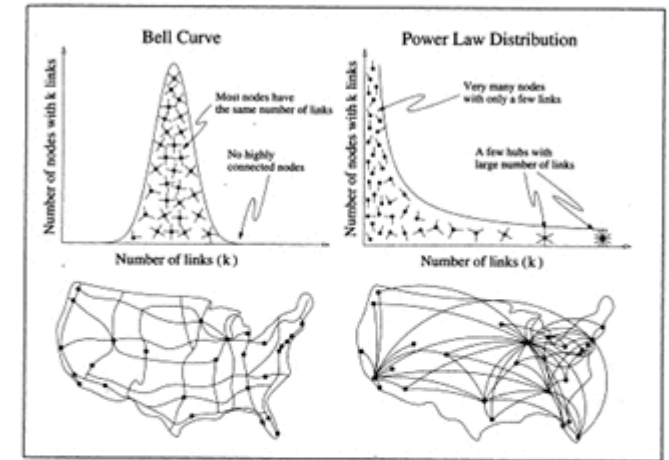 Bell Curve
Number of nodes with k links
Most nodes have
the same number of links
No highly
connected nodes
Number of links (k)
Power Law Distribution
Number of nodes with k links
Very many nodes
with only a few links
A few hubs with
large number of links
Number of links (k)